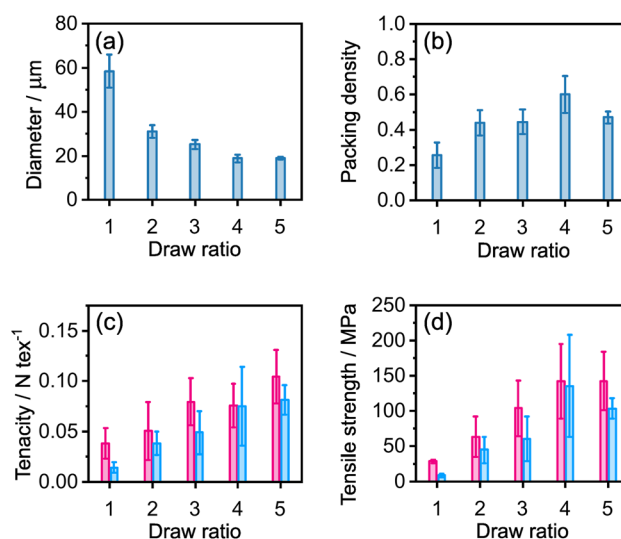 (a)
80
60
40
20
0
Diameter / µm
1 2 3 4 5
Draw ratio
(b)
1.0
0.8
0.6
0.4
0.2
0.0
Packing density
1 2 3 4 5
Draw ratio
(c)
0.15
0.10
0.05
0.00
Tenacity / N tex⁻¹
1 2 3 4 5
Draw ratio
(d)
250
200
150
100
50
0
Tensile strength / MPa
1 2 3 4 5
Draw ratio